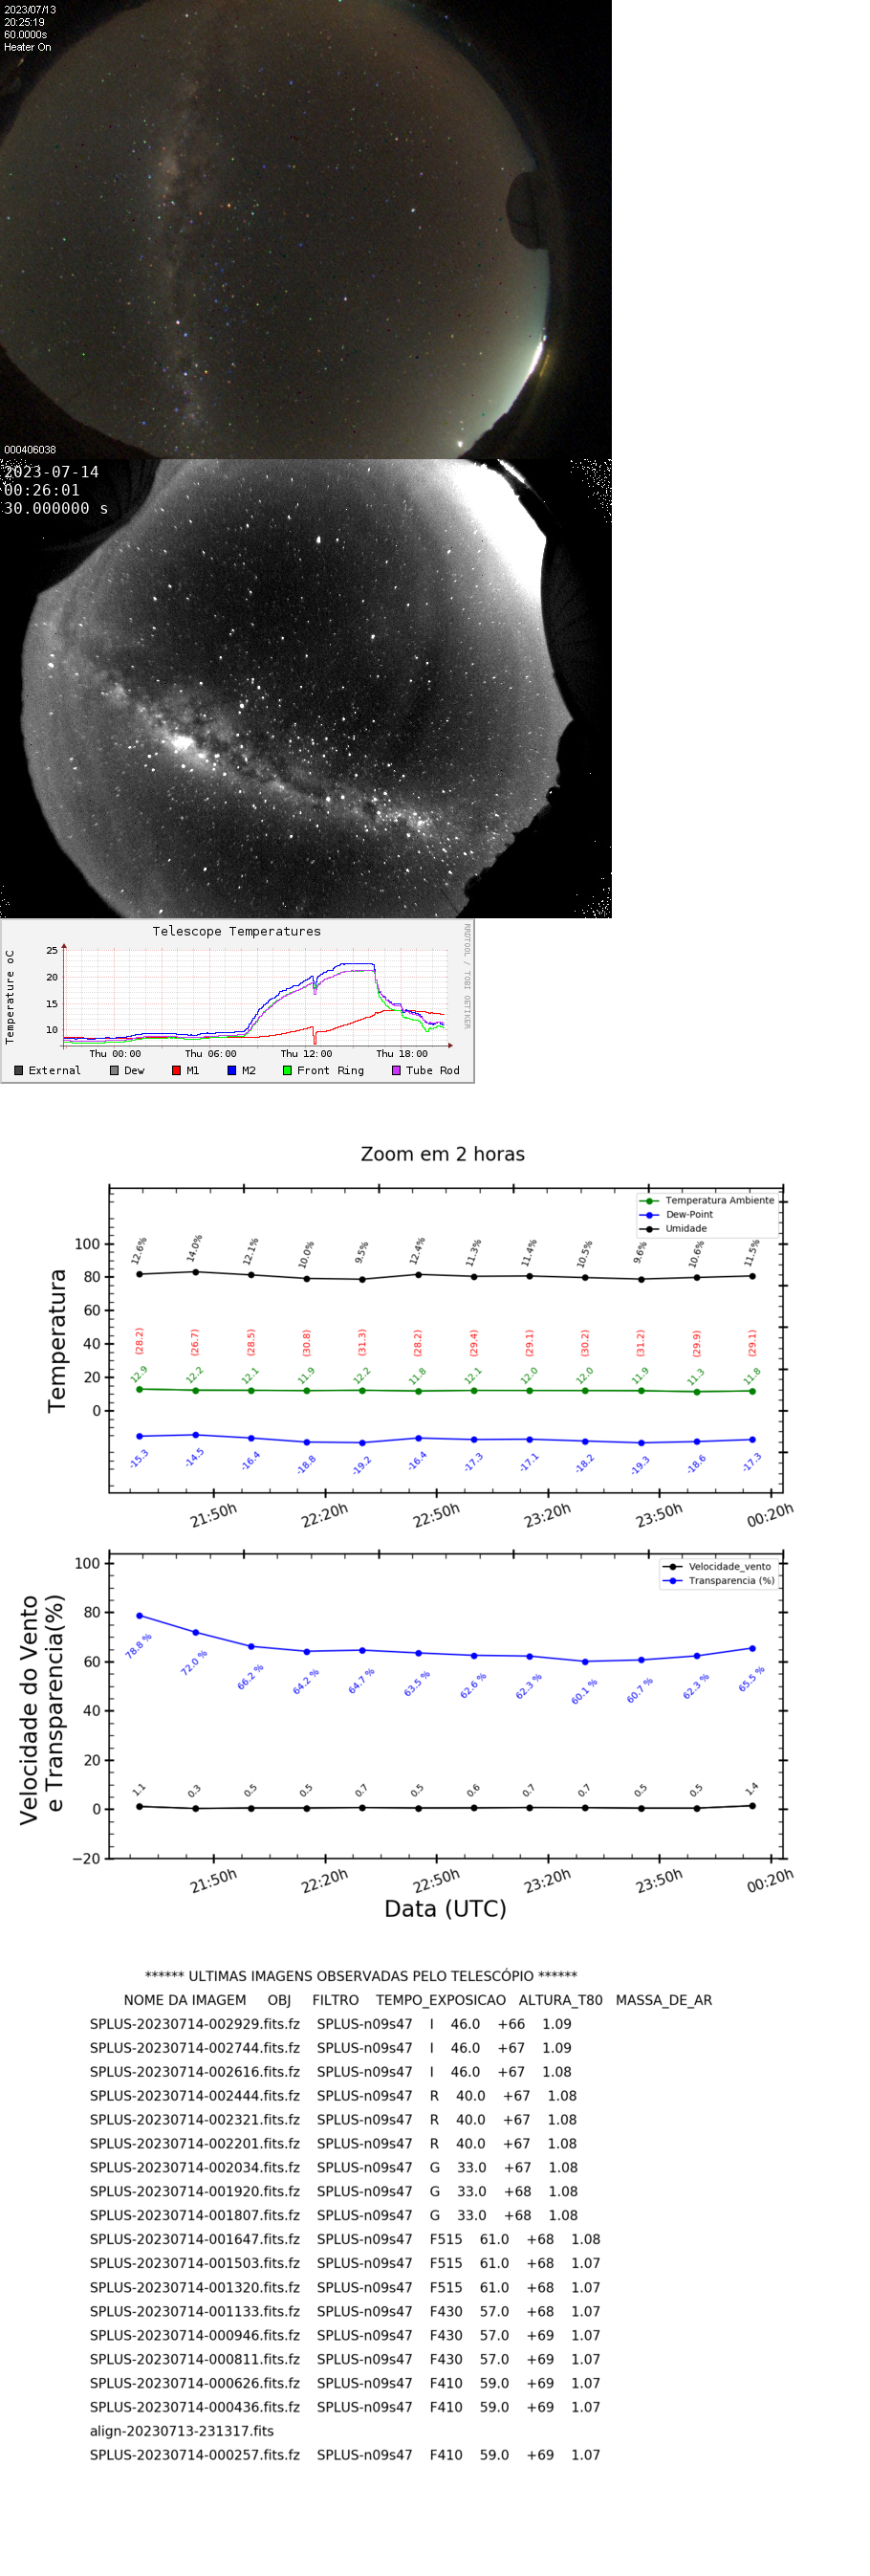 2023/07/13
20:25:19
60.0000s
Heater On
000406038
2023-07-14
00:26:01
30.000000 s
Telescope Temperatures
RRDTOOL / TOBI OETIKER
Temperature oC
25
20
15
10
Thu 00:00 Thu 06:00 Thu 12:00 Thu 18:00
External Dew M1 M2 Front Ring Tube Rod
Zoom em 2 horas
Temperatura Ambiente
Dew-Point
Umidade
Temperatura
100
80
60
40
20
0
12.6% 14.0% 12.1% 10.0% 9.5% 12.4% 11.3% 11.4% 10.5% 9.6% 10.6% 11.5%
(28.2) (26.7) (28.5) (30.8) (31.3) (28.2) (29.4) (29.1) (30.2) (31.2) (29.9) (29.1)
12.9 12.2 12.1 11.9 12.2 11.8 12.1 12.0 12.0 11.9 11.3 11.8
-15.3 -14.5 -16.4 -18.8 -19.2 -16.4 -17.3 -17.1 -18.2 -19.3 -18.6 -17.3
21:50h 22:20h 22:50h 23:20h 23:50h 00:20h
Velocidade_vento
Transparencia (%)
Velocidade do Vento
e Transparencia(%)
100
80
60
40
20
0
−20
78.8 % 72.0 % 66.2 % 64.2 % 64.7 % 63.5 % 62.6 % 62.3 % 60.1 % 60.7 % 62.3 % 65.5 %
1.1 0.3 0.5 0.5 0.7 0.5 0.6 0.7 0.7 0.5 0.5 1.4
21:50h 22:20h 22:50h 23:20h 23:50h 00:20h
Data (UTC)
****** ULTIMAS IMAGENS OBSERVADAS PELO TELESCÓPIO ******
NOME DA IMAGEM OBJ FILTRO TEMPO_EXPOSICAO ALTURA_T80 MASSA_DE_AR
SPLUS-20230714-002929.fits.fz SPLUS-n09s47 I 46.0 +66 1.09
SPLUS-20230714-002744.fits.fz SPLUS-n09s47 I 46.0 +67 1.09
SPLUS-20230714-002616.fits.fz SPLUS-n09s47 I 46.0 +67 1.08
SPLUS-20230714-002444.fits.fz SPLUS-n09s47 R 40.0 +67 1.08
SPLUS-20230714-002321.fits.fz SPLUS-n09s47 R 40.0 +67 1.08
SPLUS-20230714-002201.fits.fz SPLUS-n09s47 R 40.0 +67 1.08
SPLUS-20230714-002034.fits.fz SPLUS-n09s47 G 33.0 +67 1.08
SPLUS-20230714-001920.fits.fz SPLUS-n09s47 G 33.0 +68 1.08
SPLUS-20230714-001807.fits.fz SPLUS-n09s47 G 33.0 +68 1.08
SPLUS-20230714-001647.fits.fz SPLUS-n09s47 F515 61.0 +68 1.08
SPLUS-20230714-001503.fits.fz SPLUS-n09s47 F515 61.0 +68 1.07
SPLUS-20230714-001320.fits.fz SPLUS-n09s47 F515 61.0 +68 1.07
SPLUS-20230714-001133.fits.fz SPLUS-n09s47 F430 57.0 +68 1.07
SPLUS-20230714-000946.fits.fz SPLUS-n09s47 F430 57.0 +69 1.07
SPLUS-20230714-000811.fits.fz SPLUS-n09s47 F430 57.0 +69 1.07
SPLUS-20230714-000626.fits.fz SPLUS-n09s47 F410 59.0 +69 1.07
SPLUS-20230714-000436.fits.fz SPLUS-n09s47 F410 59.0 +69 1.07
align-20230713-231317.fits
SPLUS-20230714-000257.fits.fz SPLUS-n09s47 F410 59.0 +69 1.07